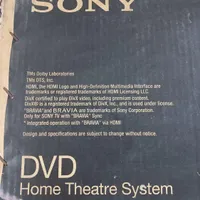 SONY
TMs Dolby Laboratories
TMs DTS, Inc.
HDMI, the HDMI Logo and High-Definition Multimedia Interface are
trademarks or registered trademarks of HDMI Licensing LLC.
DivX certified to play DivX video, including premium content.
DivX® is a registered trademark of DivX, Inc., and is used under license.
"BRAVIA" and BRAVIA are trademarks of Sony Corporation.
Only for SONY TV with "BRAVIA" Sync
* Integrated operation with "BRAVIA" via HDMI
Design and specifications are subject to change without notice.
DVD
Home Theatre System